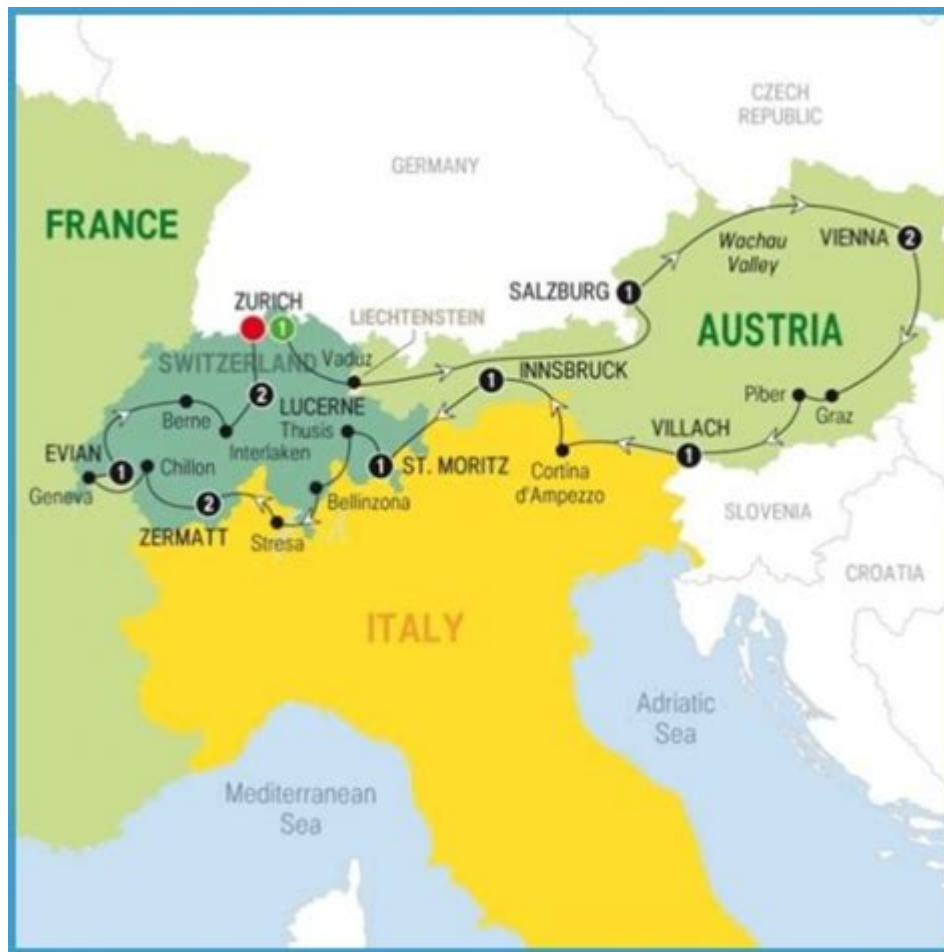 CZECH
REPUBLIC
GERMANY
FRANCE
Wachau
Valley
VIENNA
2
SALZBURG
1
ZURICH
1
LIECHTENSTEIN
SWITZERLAND
Vaduz
AUSTRIA
1
INNSBRUCK
2
LUCERNE
Piber
Graz
Berne
Thusis
VILLACH
1
Interlaken
EVIAN
1
Chillon
1
ST. MORITZ
Cortina
d'Ampezzo
Geneva
2
Bellinzona
ZERMATT
Stresa
SLOVENIA
CROATIA
ITALY
Adriatic
Sea
Mediterranean
Sea